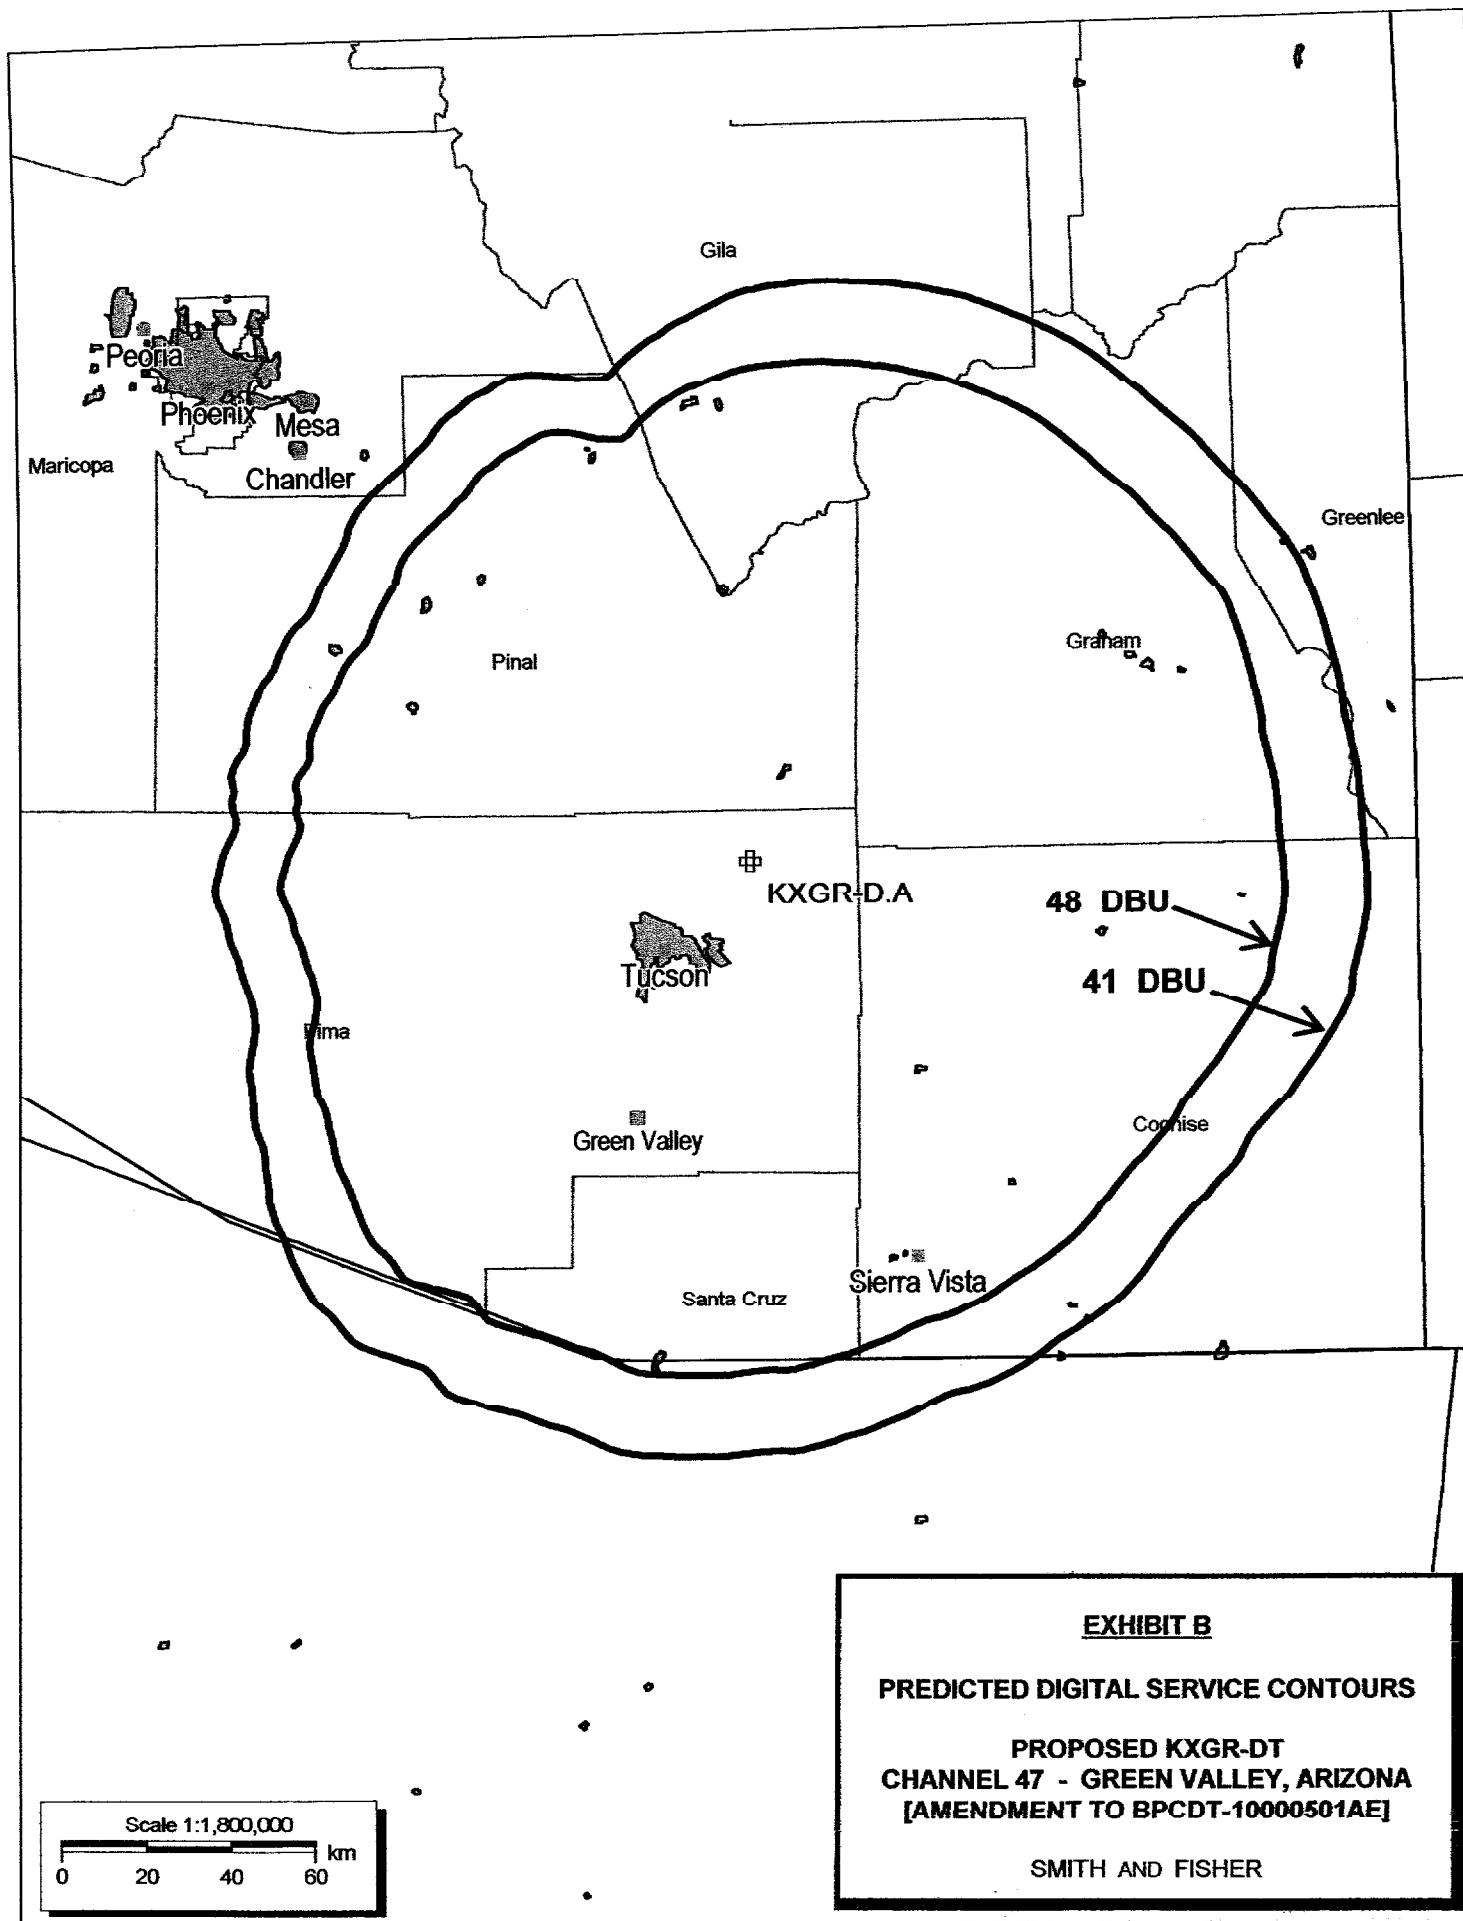 Gila
Peoria
Phoenix
Mesa
Maricopa
Chandler
Greenlee
Graham
Pinal
KXGR-D.A
48 DBU
Tucson
41 DBU
Pima
Cochise
Green Valley
Sierra Vista
Santa Cruz
EXHIBIT B
PREDICTED DIGITAL SERVICE CONTOURS
PROPOSED KXGR-DT
CHANNEL 47 - GREEN VALLEY, ARIZONA
[AMENDMENT TO BPCDT-10000501AE]
SMITH AND FISHER
Scale 1:1,800,000
km
0 20 40 60